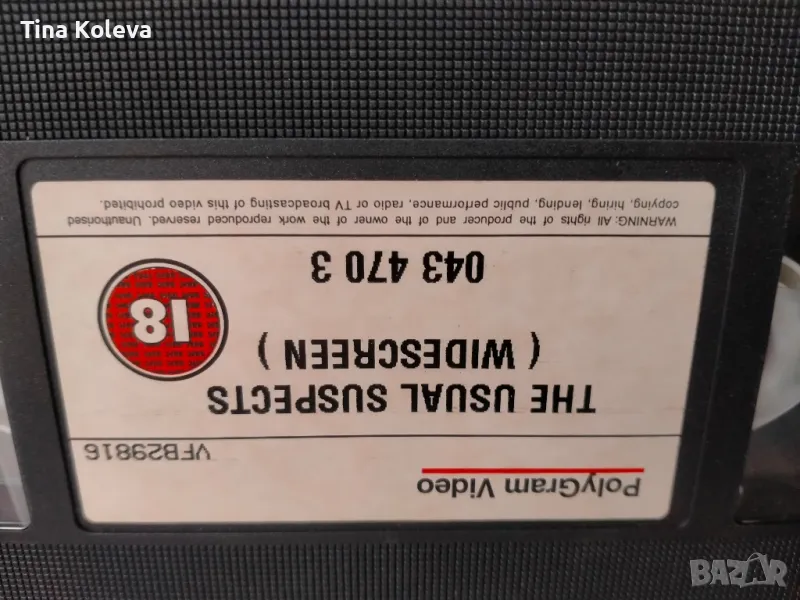 Tina Koleva
PolyGram Video
VFB29816
THE USUAL SUSPECTS
( WIDESCREEN )
18
043 470 3
WARNING: All rights of the producer and of the owner of the work reproduced reserved. Unauthorised
copying, hiring, lending, public performance, radio or TV broadcasting of this video prohibited.
BAZAR